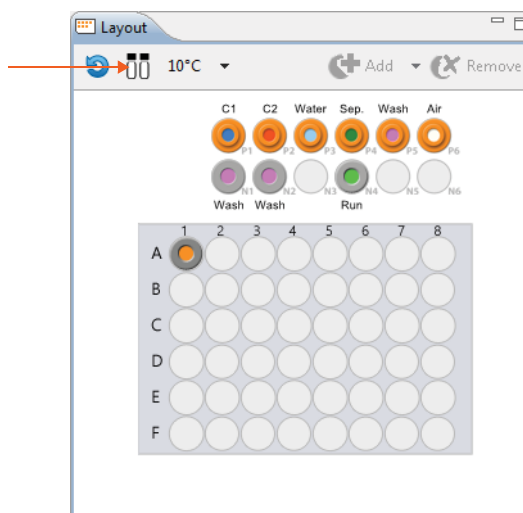 Layout
10°C Add Remove
C1 C2 Water Sep. Wash Air
P1 P2 P3 P4 P5 P6
N1 N2 N3 N4 N5 N6
Wash Wash Run
1 2 3 4 5 6 7 8
A
B
C
D
E
F